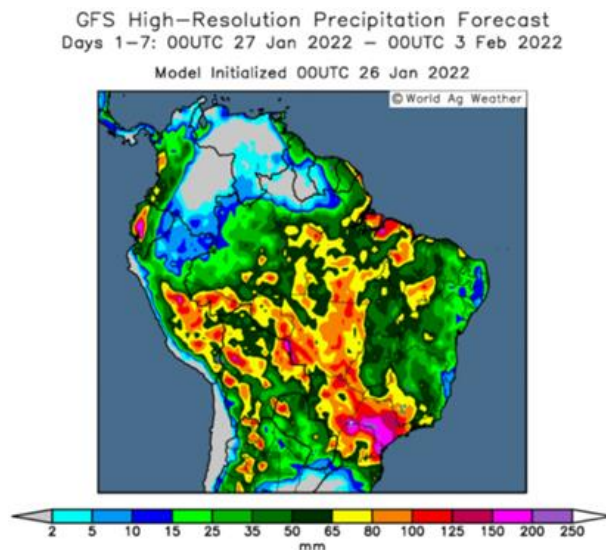 GFS High-Resolution Precipitation Forecast
Days 1-7: 00UTC 27 Jan 2022 - 00UTC 3 Feb 2022
Model Initialized 00UTC 26 Jan 2022
© World Ag Weather
2 5 10 15 25 35 50 65 80 100 125 150 200 250
mm